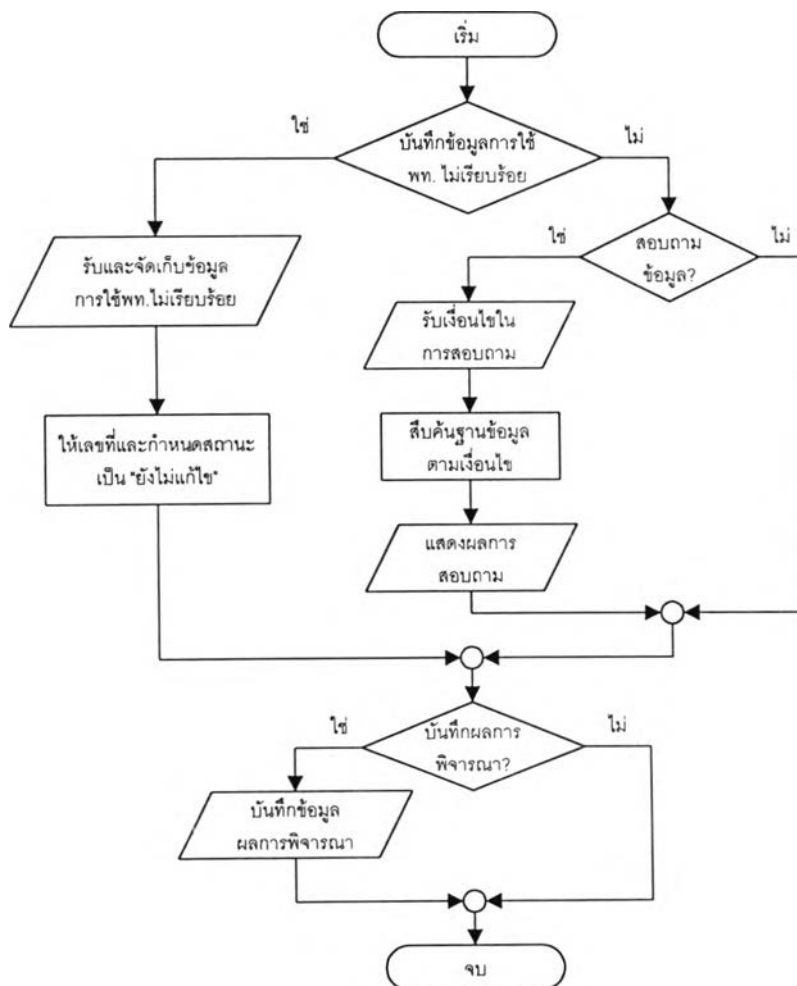 เริ่ม
ใช่
บันทึกข้อมูลการใช้
พท. ไม่เรียบร้อย
ไม่
รับและจัดเก็บข้อมูล
การใช้พท.ไม่เรียบร้อย
ใช่
สอบถาม
ข้อมูล?
ไม่
รับเงื่อนไขใน
การสอบถาม
ให้เลขที่และกำหนดสถานะ
เป็น "ยังไม่แก้ไข"
สืบค้นฐานข้อมูล
ตามเงื่อนไข
แสดงผลการ
สอบถาม
ใช่
บันทึกผลการ
พิจารณา?
ไม่
บันทึกข้อมูล
ผลการพิจารณา
จบ